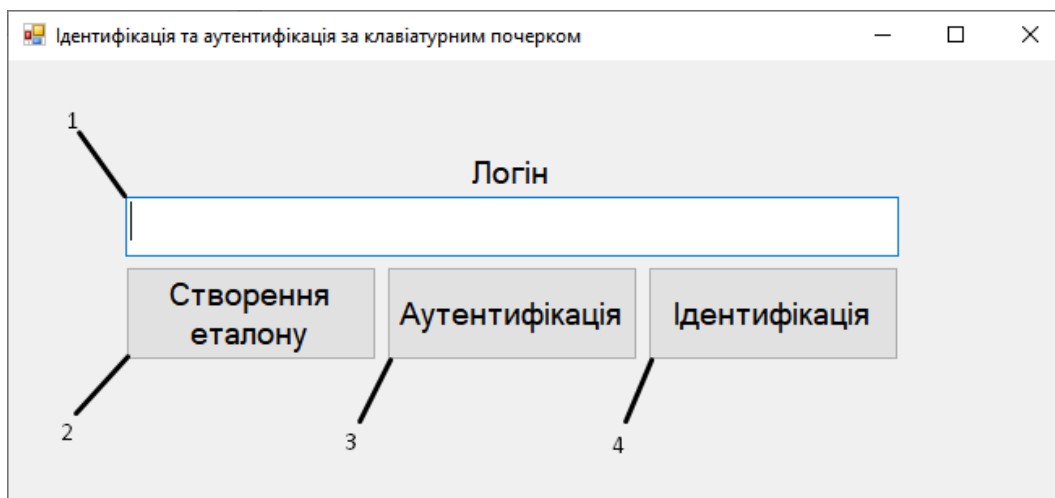 Ідентифікація та аутентифікація за клавіатурним почерком
1
Логін
Створення
еталону
Аутентифікація
Ідентифікація
2
3
4